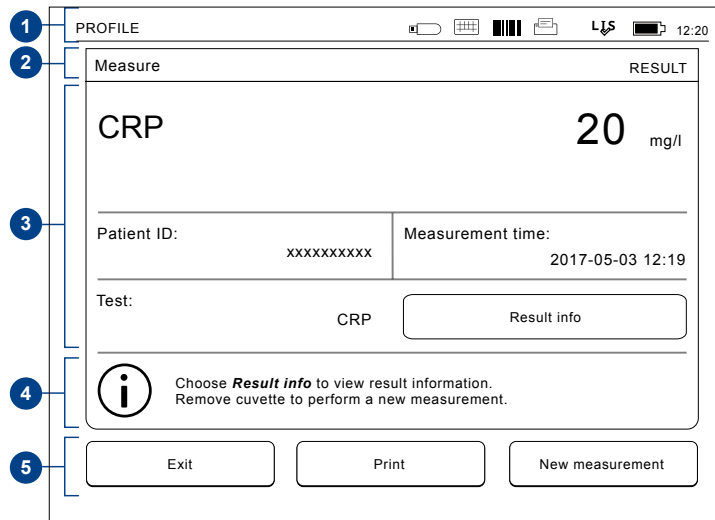 1 PROFILE LIS 12:20
2 Measure RESULT
3
CRP 20 mg/l
Patient ID: xxxxxxxxxx
Measurement time: 2017-05-03 12:19
Test: CRP Result info
4
Choose Result info to view result information.
Remove cuvette to perform a new measurement.
5 Exit Print New measurement